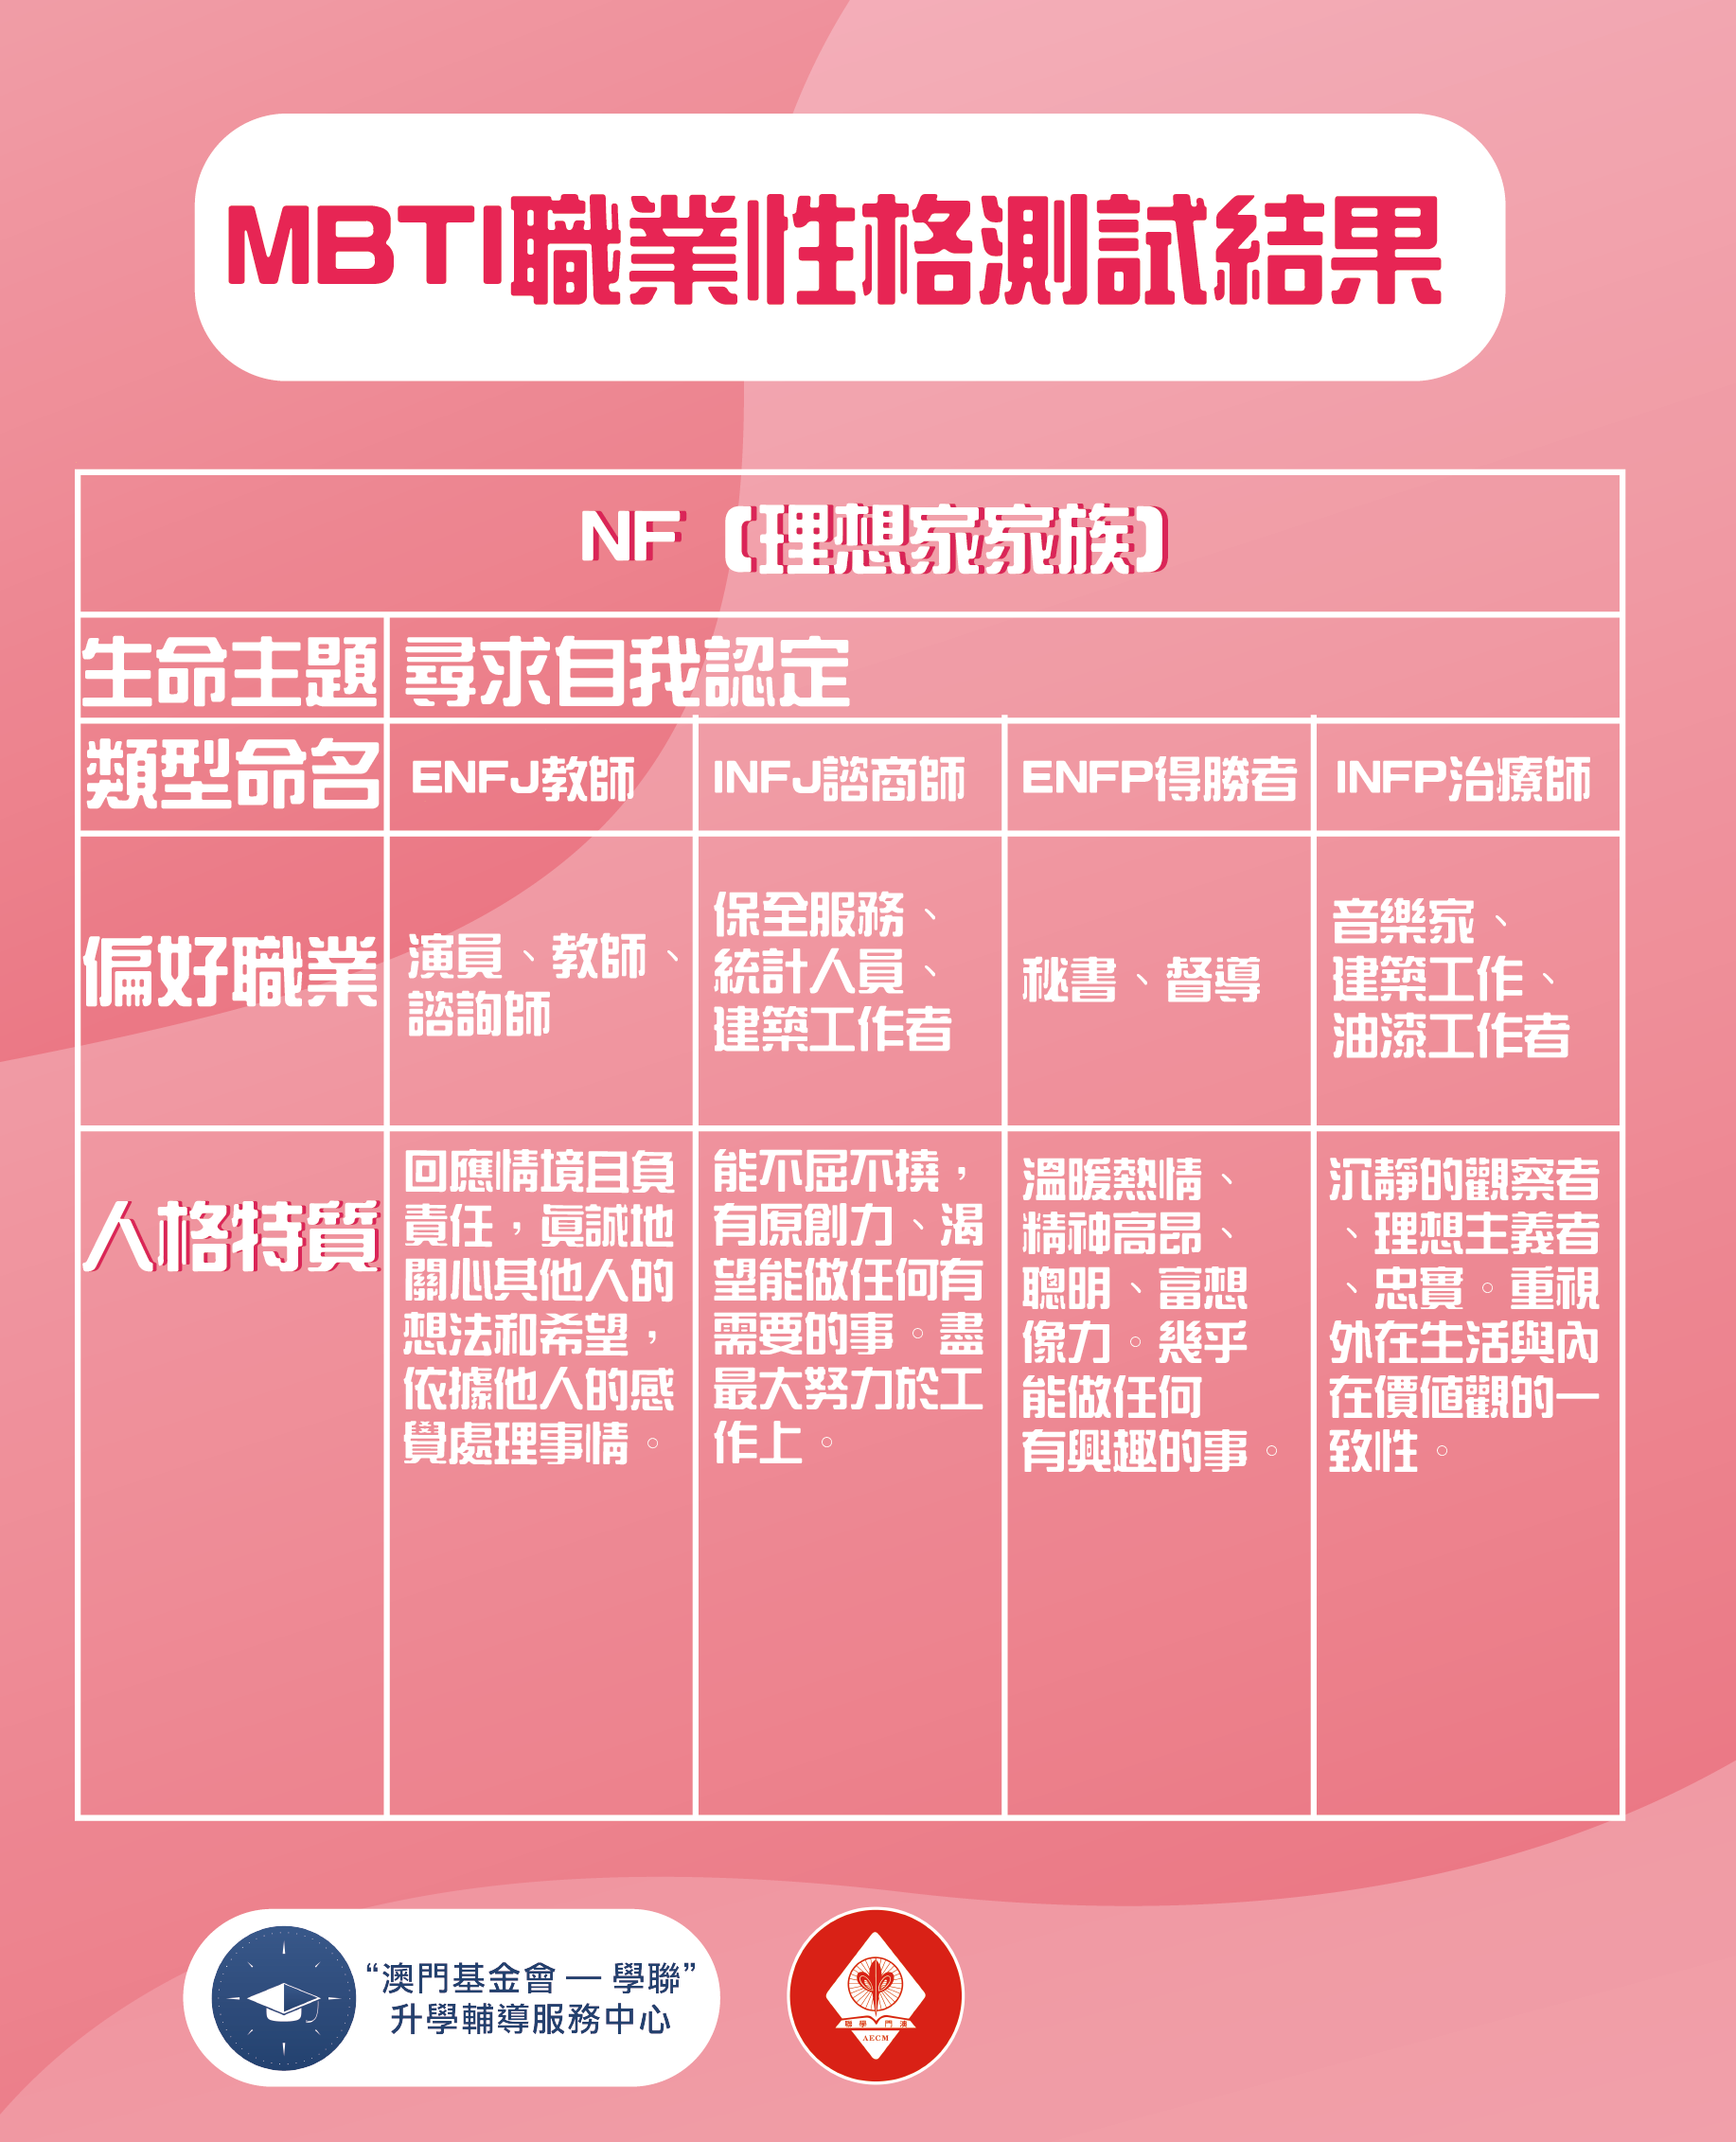 MBTI職業性格測試結果
NF（理想家家族）
生命主題
尋求自我認定
類型命名
ENFJ教師
INFJ諮商師
ENFP得勝者
INFP治療師
偏好職業
演員、教師、
諮詢師
保全服務、
統計人員、
建築工作者
秘書、督導
音樂家、
建築工作、
油漆工作者
人格特質
回應情境且負
責任，真誠地
關心其他人的
想法和希望，
依據他人的感
覺處理事情。
能不屈不撓，
有原創力、渴
望能做任何有
需要的事。盡
最大努力於工
作上。
溫暖熱情、
精神高昂、
聰明、富想
像力。幾乎
能做任何
有興趣的事。
沉靜的觀察者
、理想主義者
、忠實。重視
外在生活與內
在價值觀的一
致性。
“澳門基金會 — 學聯”
升學輔導服務中心
聯學門澳
AECM